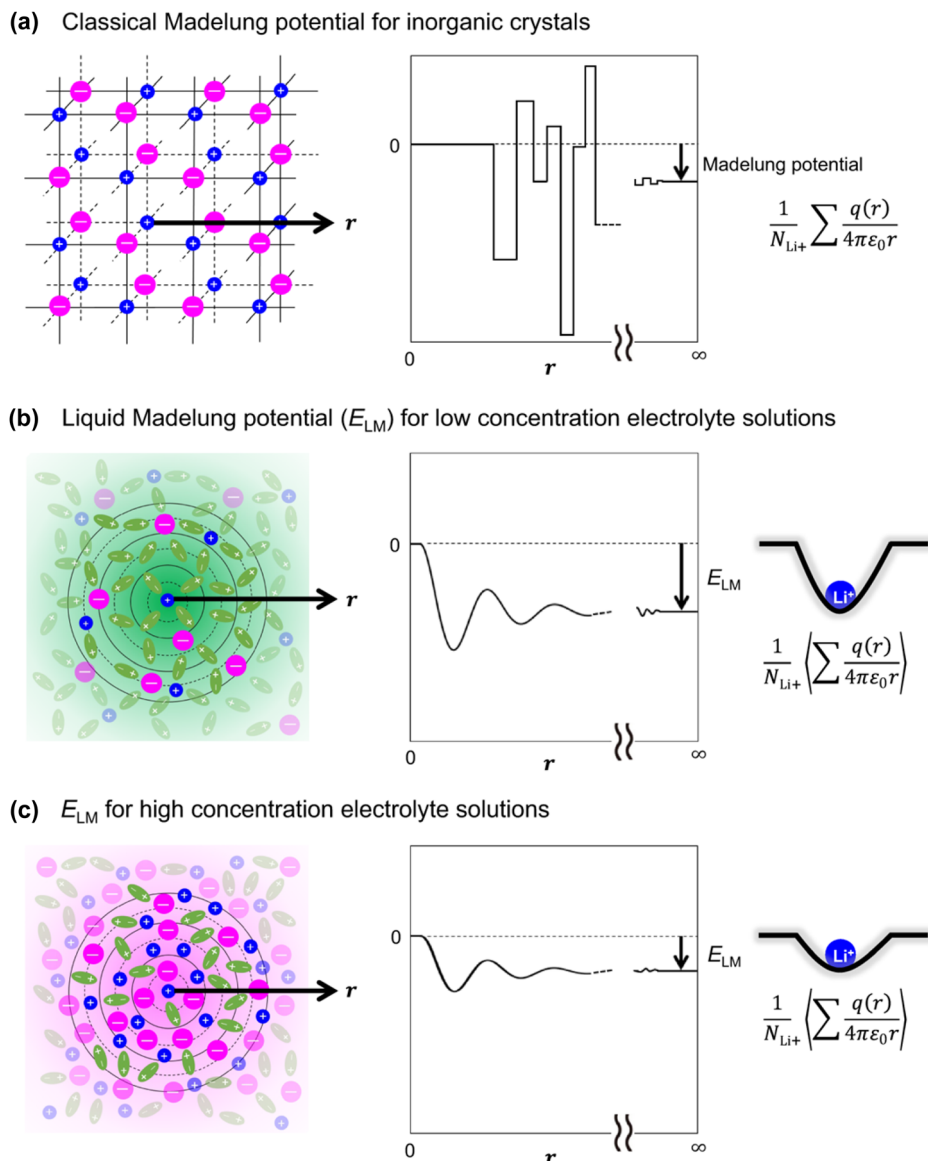 (a) Classical Madelung potential for inorganic crystals
r
0
Madelung potential
1/N_Li+ ∑ q(r)/4πε₀r
0
r
∞
(b) Liquid Madelung potential (E_LM) for low concentration electrolyte solutions
r
0
E_LM
Li⁺
1/N_Li+ ⟨∑ q(r)/4πε₀r⟩
0
r
∞
(c) E_LM for high concentration electrolyte solutions
r
0
E_LM
Li⁺
1/N_Li+ ⟨∑ q(r)/4πε₀r⟩
0
r
∞